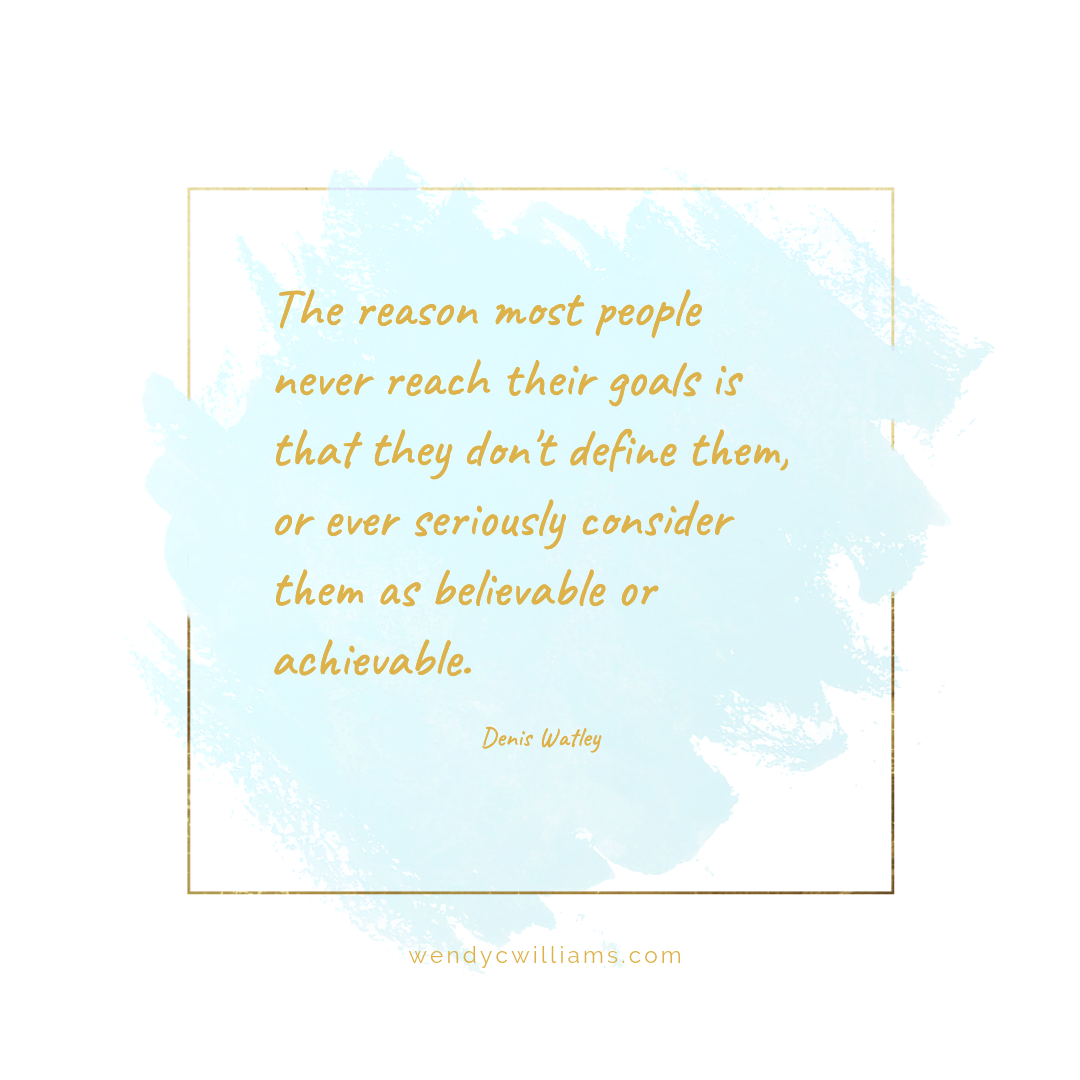 The reason most people
never reach their goals is
that they don't define them,
or ever seriously consider
them as believable or
achievable.
Denis Watley
wendycwilliams.com